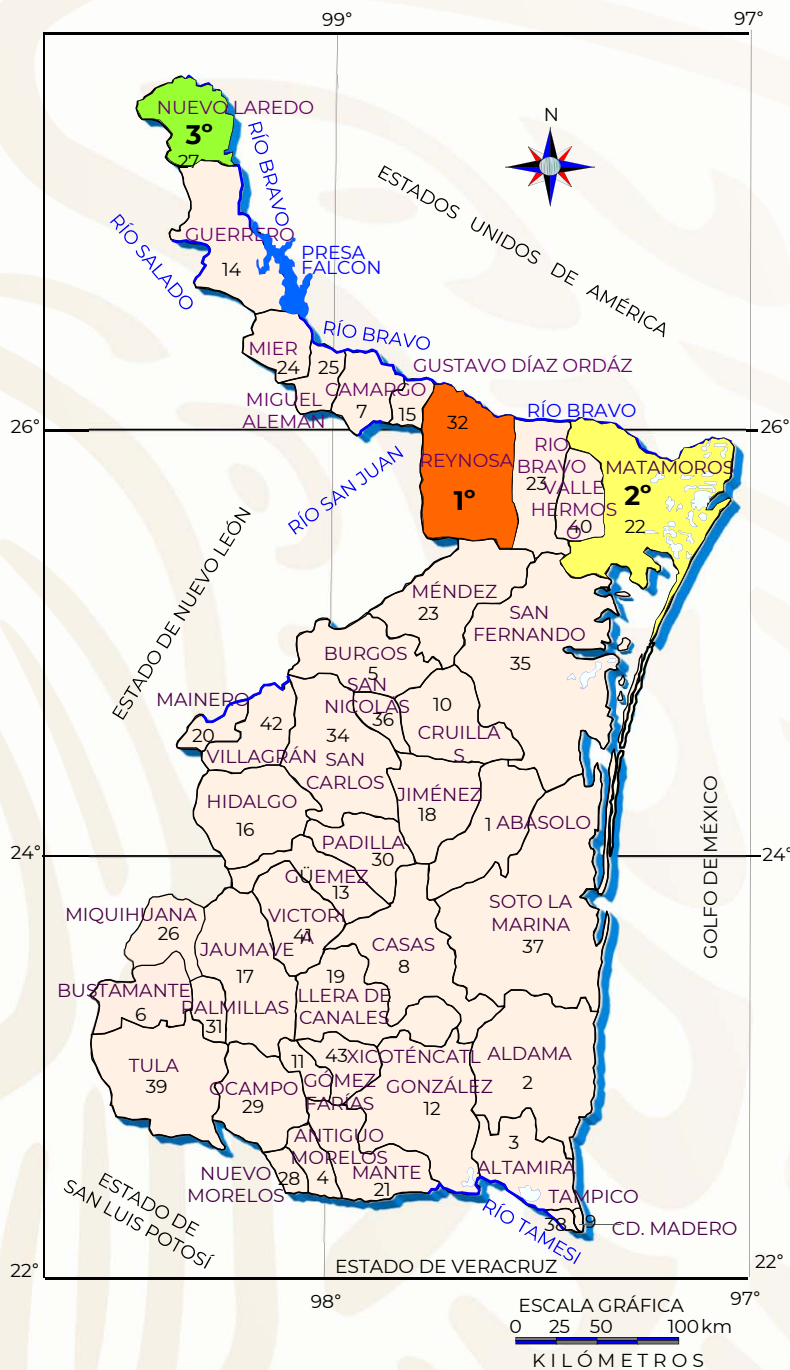 99°
97°
NUEVO LAREDO
3º
27
RÍO BRAVO
N
ESTADOS UNIDOS DE AMÉRICA
RÍO SALADO
GUERRERO
14
PRESA
FALCON
RÍO BRAVO
MIER
24
25
GUSTAVO DÍAZ ORDÁZ
MIGUEL
ALEMAN
CAMARGO
7
15
26°
32
REYNOSA
1º
RÍO BRAVO
26°
RÍO SAN JUAN
RIO
BRAVO
23
VALLE
HERMOS
O
40
MATAMOROS
2º
22
ESTADO DE NUEVO LEÓN
MÉNDEZ
23
SAN
FERNANDO
35
BURGOS
5
SAN
NICOLAS
36
10
CRUILLA
S
MAINERO
20
42
VILLAGRÁN
34
SAN
CARLOS
HIDALGO
16
JIMÉNEZ
18
1
ABASOLO
PADILLA
30
24°
24°
GÜEMEZ
13
GOLFO DE MÉXICO
MIQUIHUANA
26
VICTORI
A
41
JAUMAVE
17
SOTO LA
MARINA
37
CASAS
8
BUSTAMANTE
6
PALMILLAS
31
19
LLERA DE
CANALES
TULA
39
OCAMPO
29
11
GÓMEZ
FARÍAS
43
XICOTÉNCATL
GONZÁLEZ
12
ALDAMA
2
ANTIGUO
MORELOS
4
3
ALTAMIRA
NUEVO
MORELOS
28
MANTE
21
TAMPICO
38
9
CD. MADERO
RÍO TAMESI
ESTADO DE
SAN LUIS POTOSÍ
ESTADO DE VERACRUZ
22°
22°
98°
97°
ESCALA GRÁFICA
0 25 50 100 km
KILÓMETROS